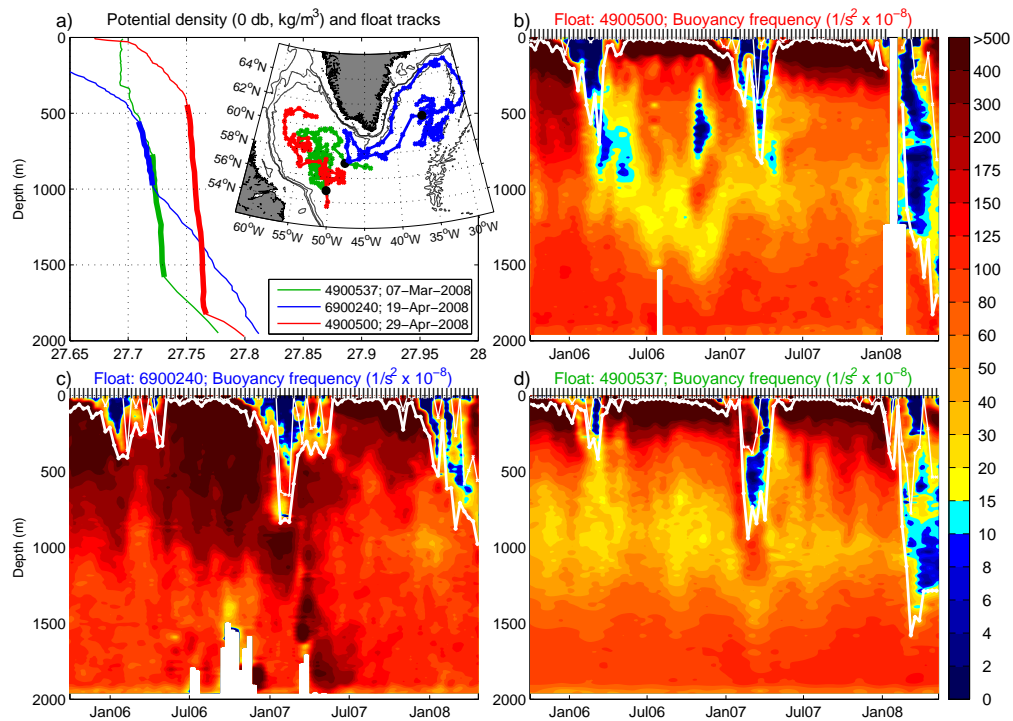 a) Potential density (0 db, kg/m³) and float tracks
0
500
1000
1500
2000
Depth (m)
27.65 27.7 27.75 27.8 27.85 27.9 27.95 28
64°N
62°N
60°N
58°N
56°N
54°N
60°W 55°W 50°W 45°W 40°W 35°W 30°W
4900537; 07−Mar−2008
6900240; 19−Apr−2008
4900500; 29−Apr−2008
b) Float: 4900500; Buoyancy frequency (1/s² x 10⁻⁸)
0
500
1000
1500
2000
Jan06 Jul06 Jan07 Jul07 Jan08
>500
400
300
200
175
150
125
100
80
60
50
40
30
20
15
10
8
6
4
2
0
c) Float: 6900240; Buoyancy frequency (1/s² x 10⁻⁸)
0
500
1000
1500
2000
Depth (m)
Jan06 Jul06 Jan07 Jul07 Jan08
d) Float: 4900537; Buoyancy frequency (1/s² x 10⁻⁸)
0
500
1000
1500
2000
Jan06 Jul06 Jan07 Jul07 Jan08